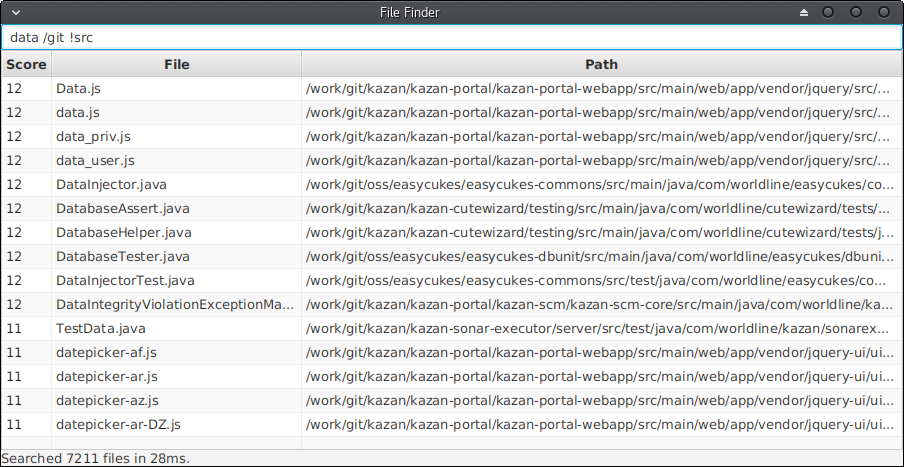 File Finder
data /git !src
Score File Path
12 Data.js /work/git/kazan/kazan-portal/kazan-portal-webapp/src/main/web/app/vendor/jquery/src/...
12 data.js /work/git/kazan/kazan-portal/kazan-portal-webapp/src/main/web/app/vendor/jquery/src/...
12 data_priv.js /work/git/kazan/kazan-portal/kazan-portal-webapp/src/main/web/app/vendor/jquery/src/...
12 data_user.js /work/git/kazan/kazan-portal/kazan-portal-webapp/src/main/web/app/vendor/jquery/src/...
12 DataInjector.java /work/git/oss/easycukes/easycukes-commons/src/main/java/com/worldline/easycukes/co...
12 DatabaseAssert.java /work/git/kazan/kazan-cutewizard/testing/src/main/java/com/worldline/cutewizard/tests/...
12 DatabaseHelper.java /work/git/kazan/kazan-cutewizard/testing/src/main/java/com/worldline/cutewizard/tests/j...
12 DatabaseTester.java /work/git/oss/easycukes/easycukes-dbunit/src/main/java/com/worldline/easycukes/dbuni...
12 DataInjectorTest.java /work/git/oss/easycukes/easycukes-commons/src/test/java/com/worldline/easycukes/co...
12 DataIntegrityViolationExceptionMa... /work/git/kazan/kazan-portal/kazan-scm/kazan-scm-core/src/main/java/com/worldline/ka...
11 TestData.java /work/git/kazan/kazan-sonar-executor/server/src/test/java/com/worldline/kazan/sonarex...
11 datepicker-af.js /work/git/kazan/kazan-portal/kazan-portal-webapp/src/main/web/app/vendor/jquery-ui/ui...
11 datepicker-ar.js /work/git/kazan/kazan-portal/kazan-portal-webapp/src/main/web/app/vendor/jquery-ui/ui...
11 datepicker-az.js /work/git/kazan/kazan-portal/kazan-portal-webapp/src/main/web/app/vendor/jquery-ui/ui...
11 datepicker-ar-DZ.js /work/git/kazan/kazan-portal/kazan-portal-webapp/src/main/web/app/vendor/jquery-ui/ui...
Searched 7211 files in 28ms.